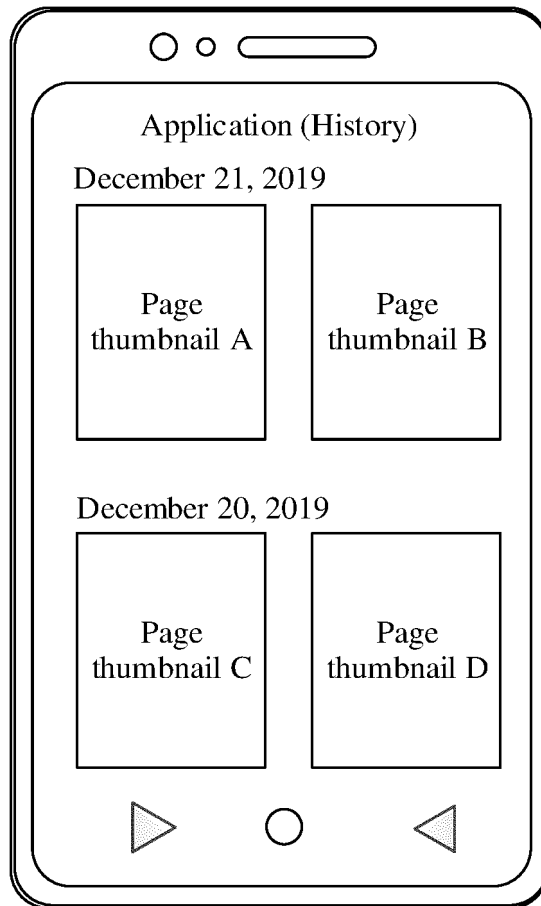 Application (History)
December 21, 2019
Page
thumbnail A
Page
thumbnail B
December 20, 2019
Page
thumbnail C
Page
thumbnail D